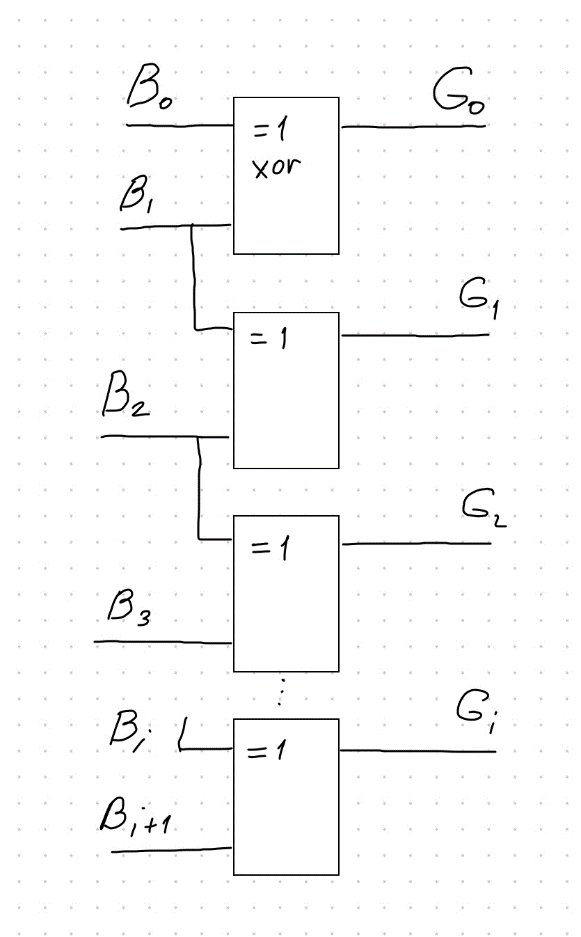 B₀
G₀
=1
xor
B₁
G₁
=1
B₂
G₂
=1
B₃
Gᵢ
Bᵢ
=1
Bᵢ₊₁